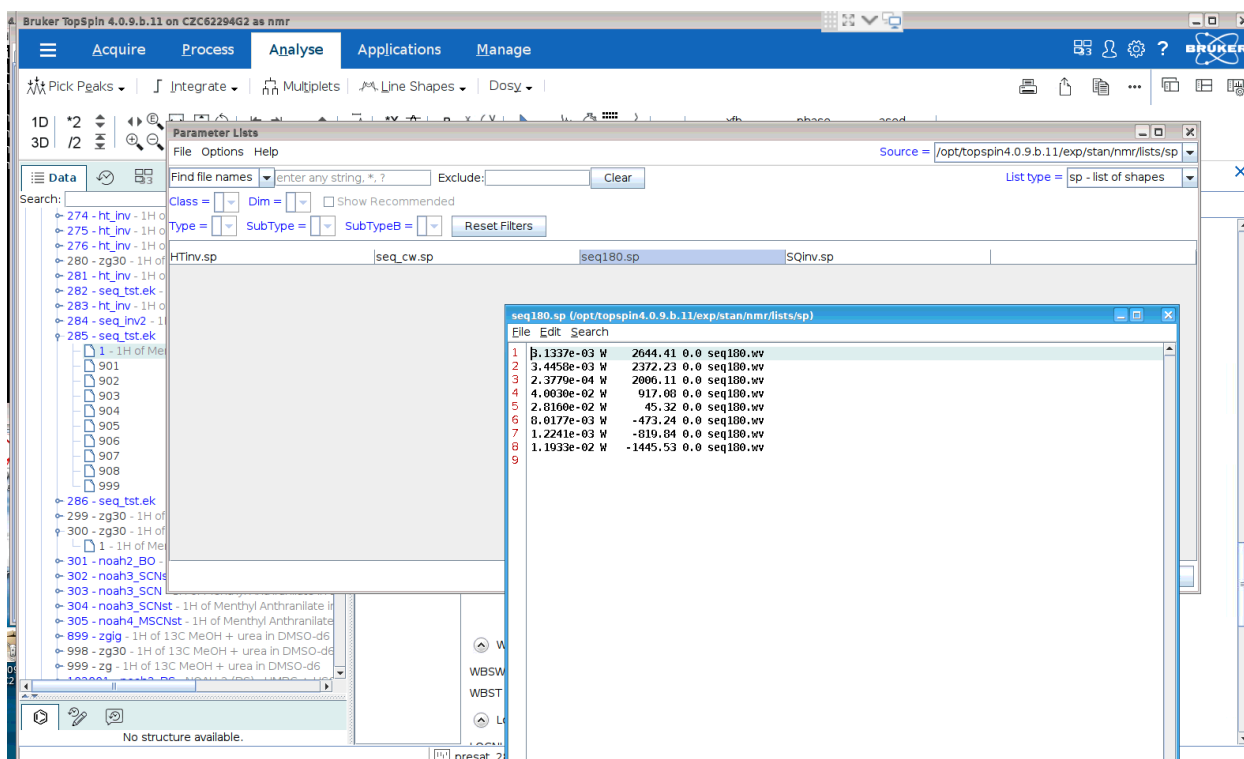 Bruker TopSpin 4.0.9.b.11 on CZC62294G2 as nmr
Acquire Process Analyse Applications Manage
? BRUKER
Pick Peaks Integrate Multiplets Line Shapes Dosy
1D *2
3D /2
Parameter Lists
File Options Help
Source = /opt/topspin4.0.9.b.11/exp/stan/nmr/lists/sp
Find file names enter any string, *, ? Exclude: Clear
List type = sp - list of shapes
Class = Dim = Show Recommended
Type = SubType = SubTypeB = Reset Filters
HTinv.sp seq_cw.sp seq180.sp SQinv.sp
seq180.sp (/opt/topspin4.0.9.b.11/exp/stan/nmr/lists/sp)
File Edit Search
1 3.1337e-03 W 2644.41 0.0 seq180.wv
2 3.4458e-03 W 2372.23 0.0 seq180.wv
3 2.3779e-04 W 2006.11 0.0 seq180.wv
4 4.0030e-02 W 917.08 0.0 seq180.wv
5 2.8160e-02 W 45.32 0.0 seq180.wv
6 8.0177e-03 W -473.24 0.0 seq180.wv
7 1.2241e-03 W -819.84 0.0 seq180.wv
8 1.1933e-02 W -1445.53 0.0 seq180.wv
9
Data
Search:
274 - ht_inv - 1H o
275 - ht_inv - 1H o
276 - ht_inv - 1H o
280 - zg30 - 1H of
281 - ht_inv - 1H o
282 - seq_tst.ek -
283 - ht_inv - 1H o
284 - seq_inv2 - 1
285 - seq_tst.ek
1 - 1H of Me
901
902
903
904
905
906
907
908
999
286 - seq_tst.ek
299 - zg30 - 1H of
300 - zg30 - 1H of
1 - 1H of Me
301 - noah2_BO -
302 - noah3_SCNs
303 - noah3_SCN
304 - noah3_SCNst - 1H of Menthyl Anthranilate in
305 - noah4_MSCNst - 1H of Menthyl Anthranilate
899 - zgig - 1H of 13C MeOH + urea in DMSO-d6
998 - zg30 - 1H of 13C MeOH + urea in DMSO-d6
999 - zg - 1H of 13C MeOH + urea in DMSO-d6
No structure available.
WBSW
WBST
presat